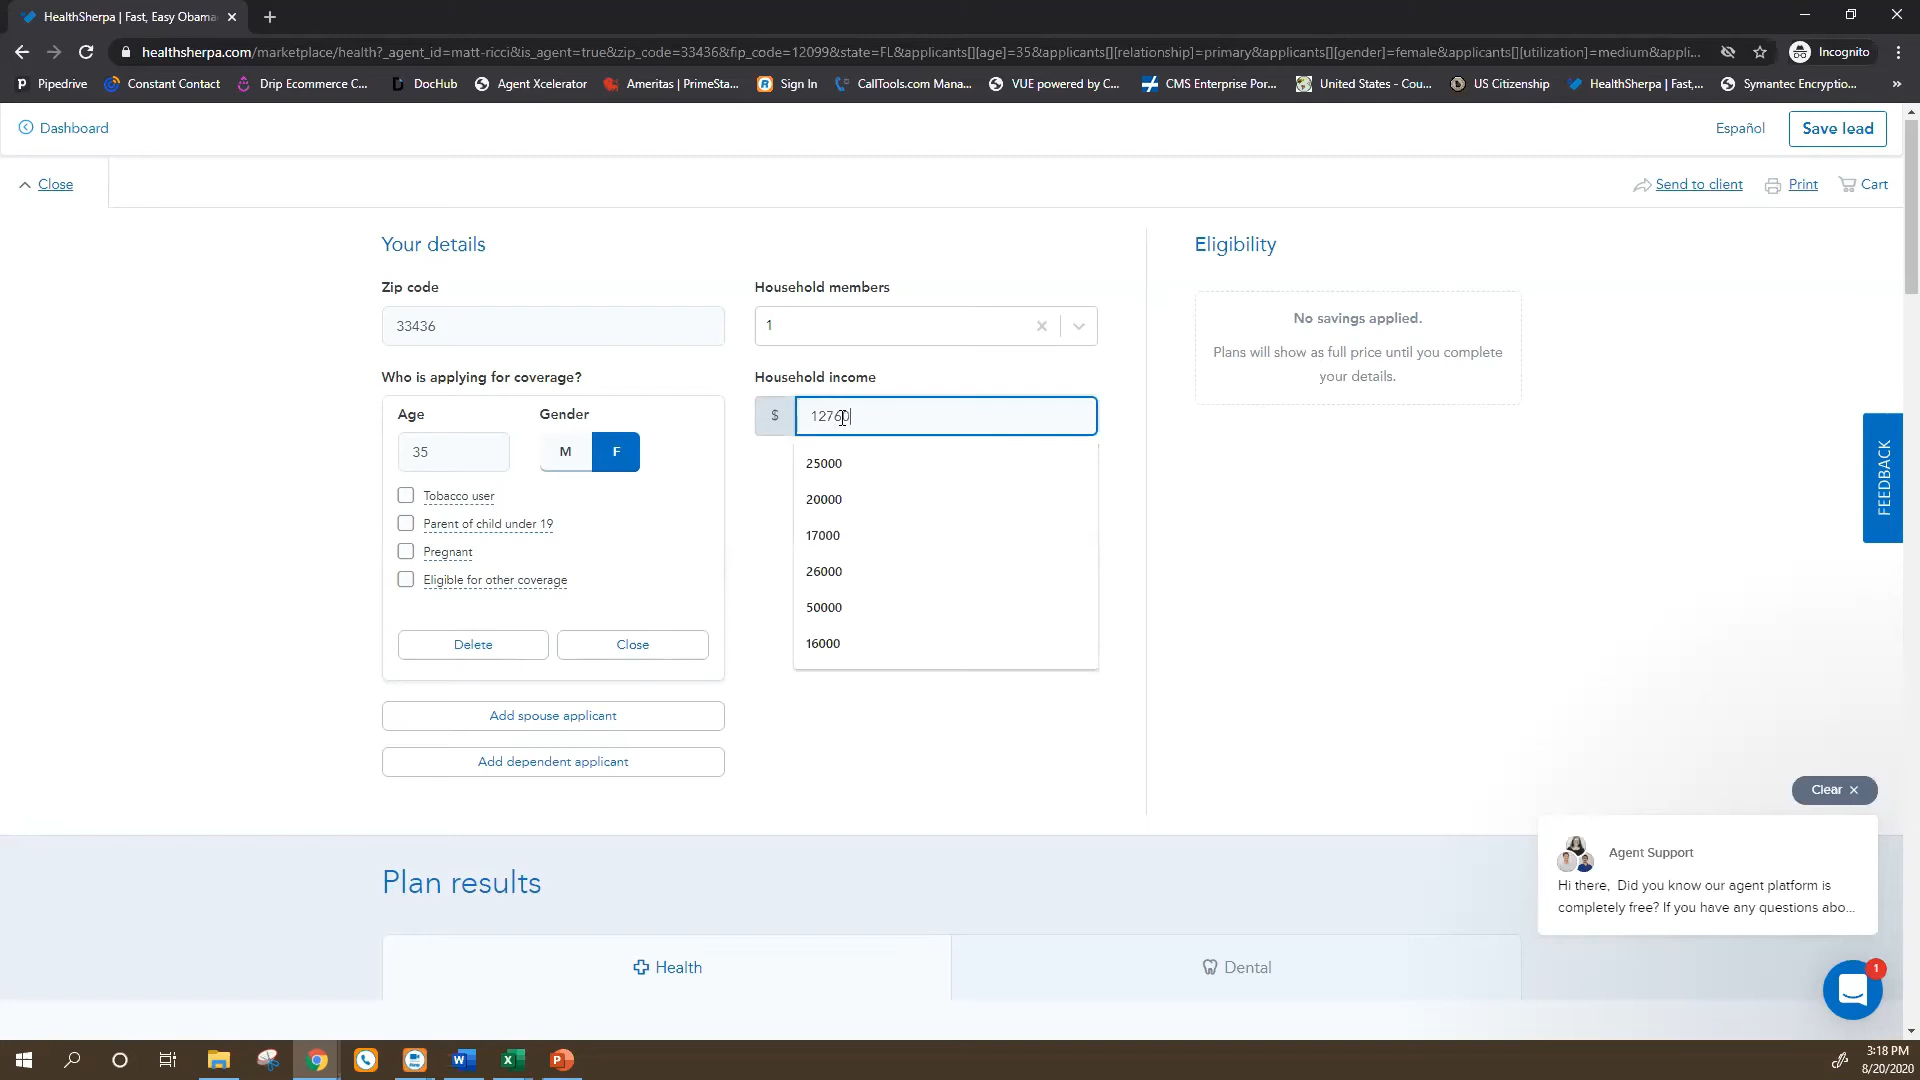 HealthSherpa | Fast, Easy Obama
healthsherpa.com/marketplace/health?_agent_id=matt-ricci&is_agent=true&zip_code=33436&fip_code=12099&state=FL&applicants[][age]=35&applicants[][relationship]=primary&applicants[][gender]=female&applicants[][utilization]=medium&appli...
Incognito
Pipedrive
Constant Contact
Drip Ecommerce C...
DocHub
Agent Xcelerator
Ameritas | PrimeSta...
Sign In
CallTools.com Mana...
VUE powered by C...
CMS Enterprise Por...
United States - Cou...
US Citizenship
HealthSherpa | Fast,...
Symantec Encryptio...
»
Dashboard
Español
Save lead
Close
Send to client
Print
Cart
Your details
Eligibility
Zip code
Household members
33436
1
No savings applied.
Plans will show as full price until you complete
your details.
Who is applying for coverage?
Household income
Age
Gender
$
12760
35
M
F
Tobacco user
Parent of child under 19
Pregnant
Eligible for other coverage
25000
20000
17000
26000
50000
16000
Delete
Close
Add spouse applicant
Add dependent applicant
FEEDBACK
Clear
Agent Support
Hi there, Did you know our agent platform is
completely free? If you have any questions abo...
1
Plan results
Health
Dental
3:18 PM
8/20/2020